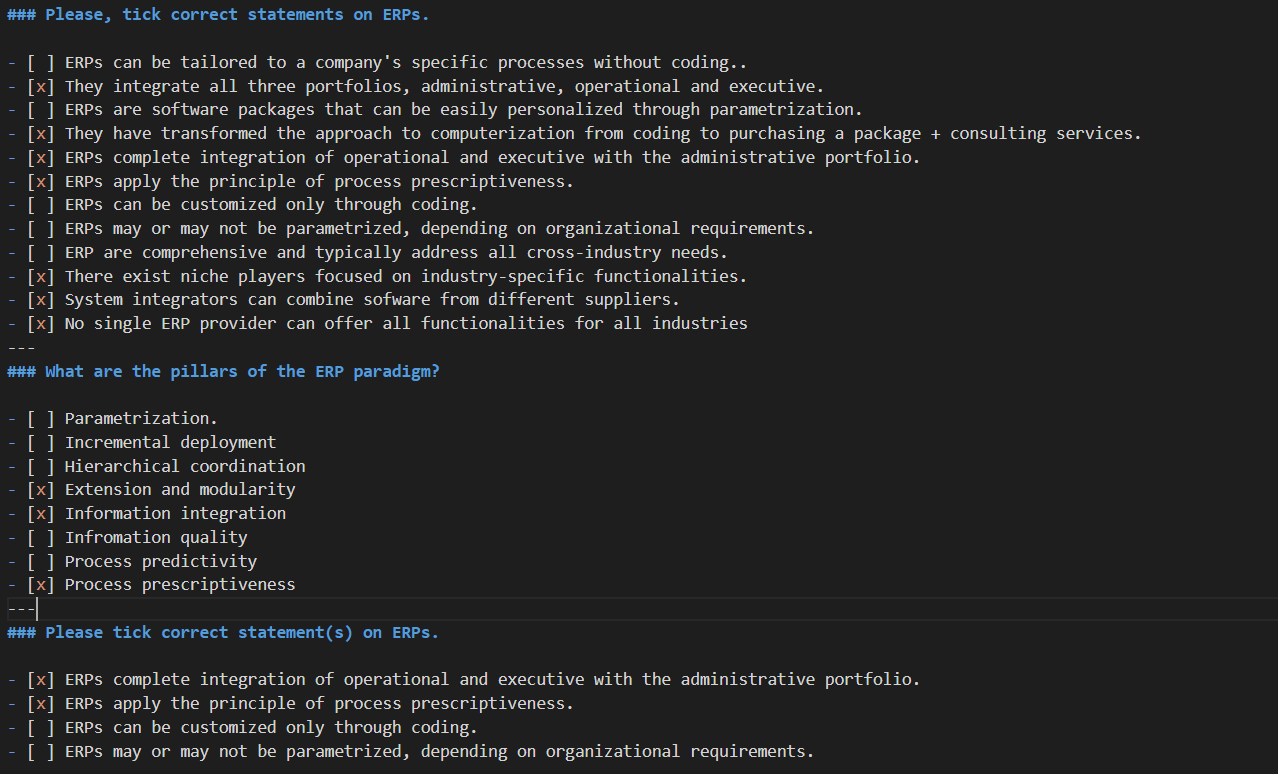 ### Please, tick correct statements on ERPs.
- [ ] ERPs can be tailored to a company's specific processes without coding..
- [x] They integrate all three portfolios, administrative, operational and executive.
- [ ] ERPs are software packages that can be easily personalized through parametrization.
- [x] They have transformed the approach to computerization from coding to purchasing a package + consulting services.
- [x] ERPs complete integration of operational and executive with the administrative portfolio.
- [x] ERPs apply the principle of process prescriptiveness.
- [ ] ERPs can be customized only through coding.
- [ ] ERPs may or may not be parametrized, depending on organizational requirements.
- [ ] ERP are comprehensive and typically address all cross-industry needs.
- [x] There exist niche players focused on industry-specific functionalities.
- [x] System integrators can combine sofware from different suppliers.
- [x] No single ERP provider can offer all functionalities for all industries
---
### What are the pillars of the ERP paradigm?
- [ ] Parametrization.
- [ ] Incremental deployment
- [ ] Hierarchical coordination
- [x] Extension and modularity
- [x] Information integration
- [ ] Infromation quality
- [ ] Process predictivity
- [x] Process prescriptiveness
---
### Please tick correct statement(s) on ERPs.
- [x] ERPs complete integration of operational and executive with the administrative portfolio.
- [x] ERPs apply the principle of process prescriptiveness.
- [ ] ERPs can be customized only through coding.
- [ ] ERPs may or may not be parametrized, depending on organizational requirements.